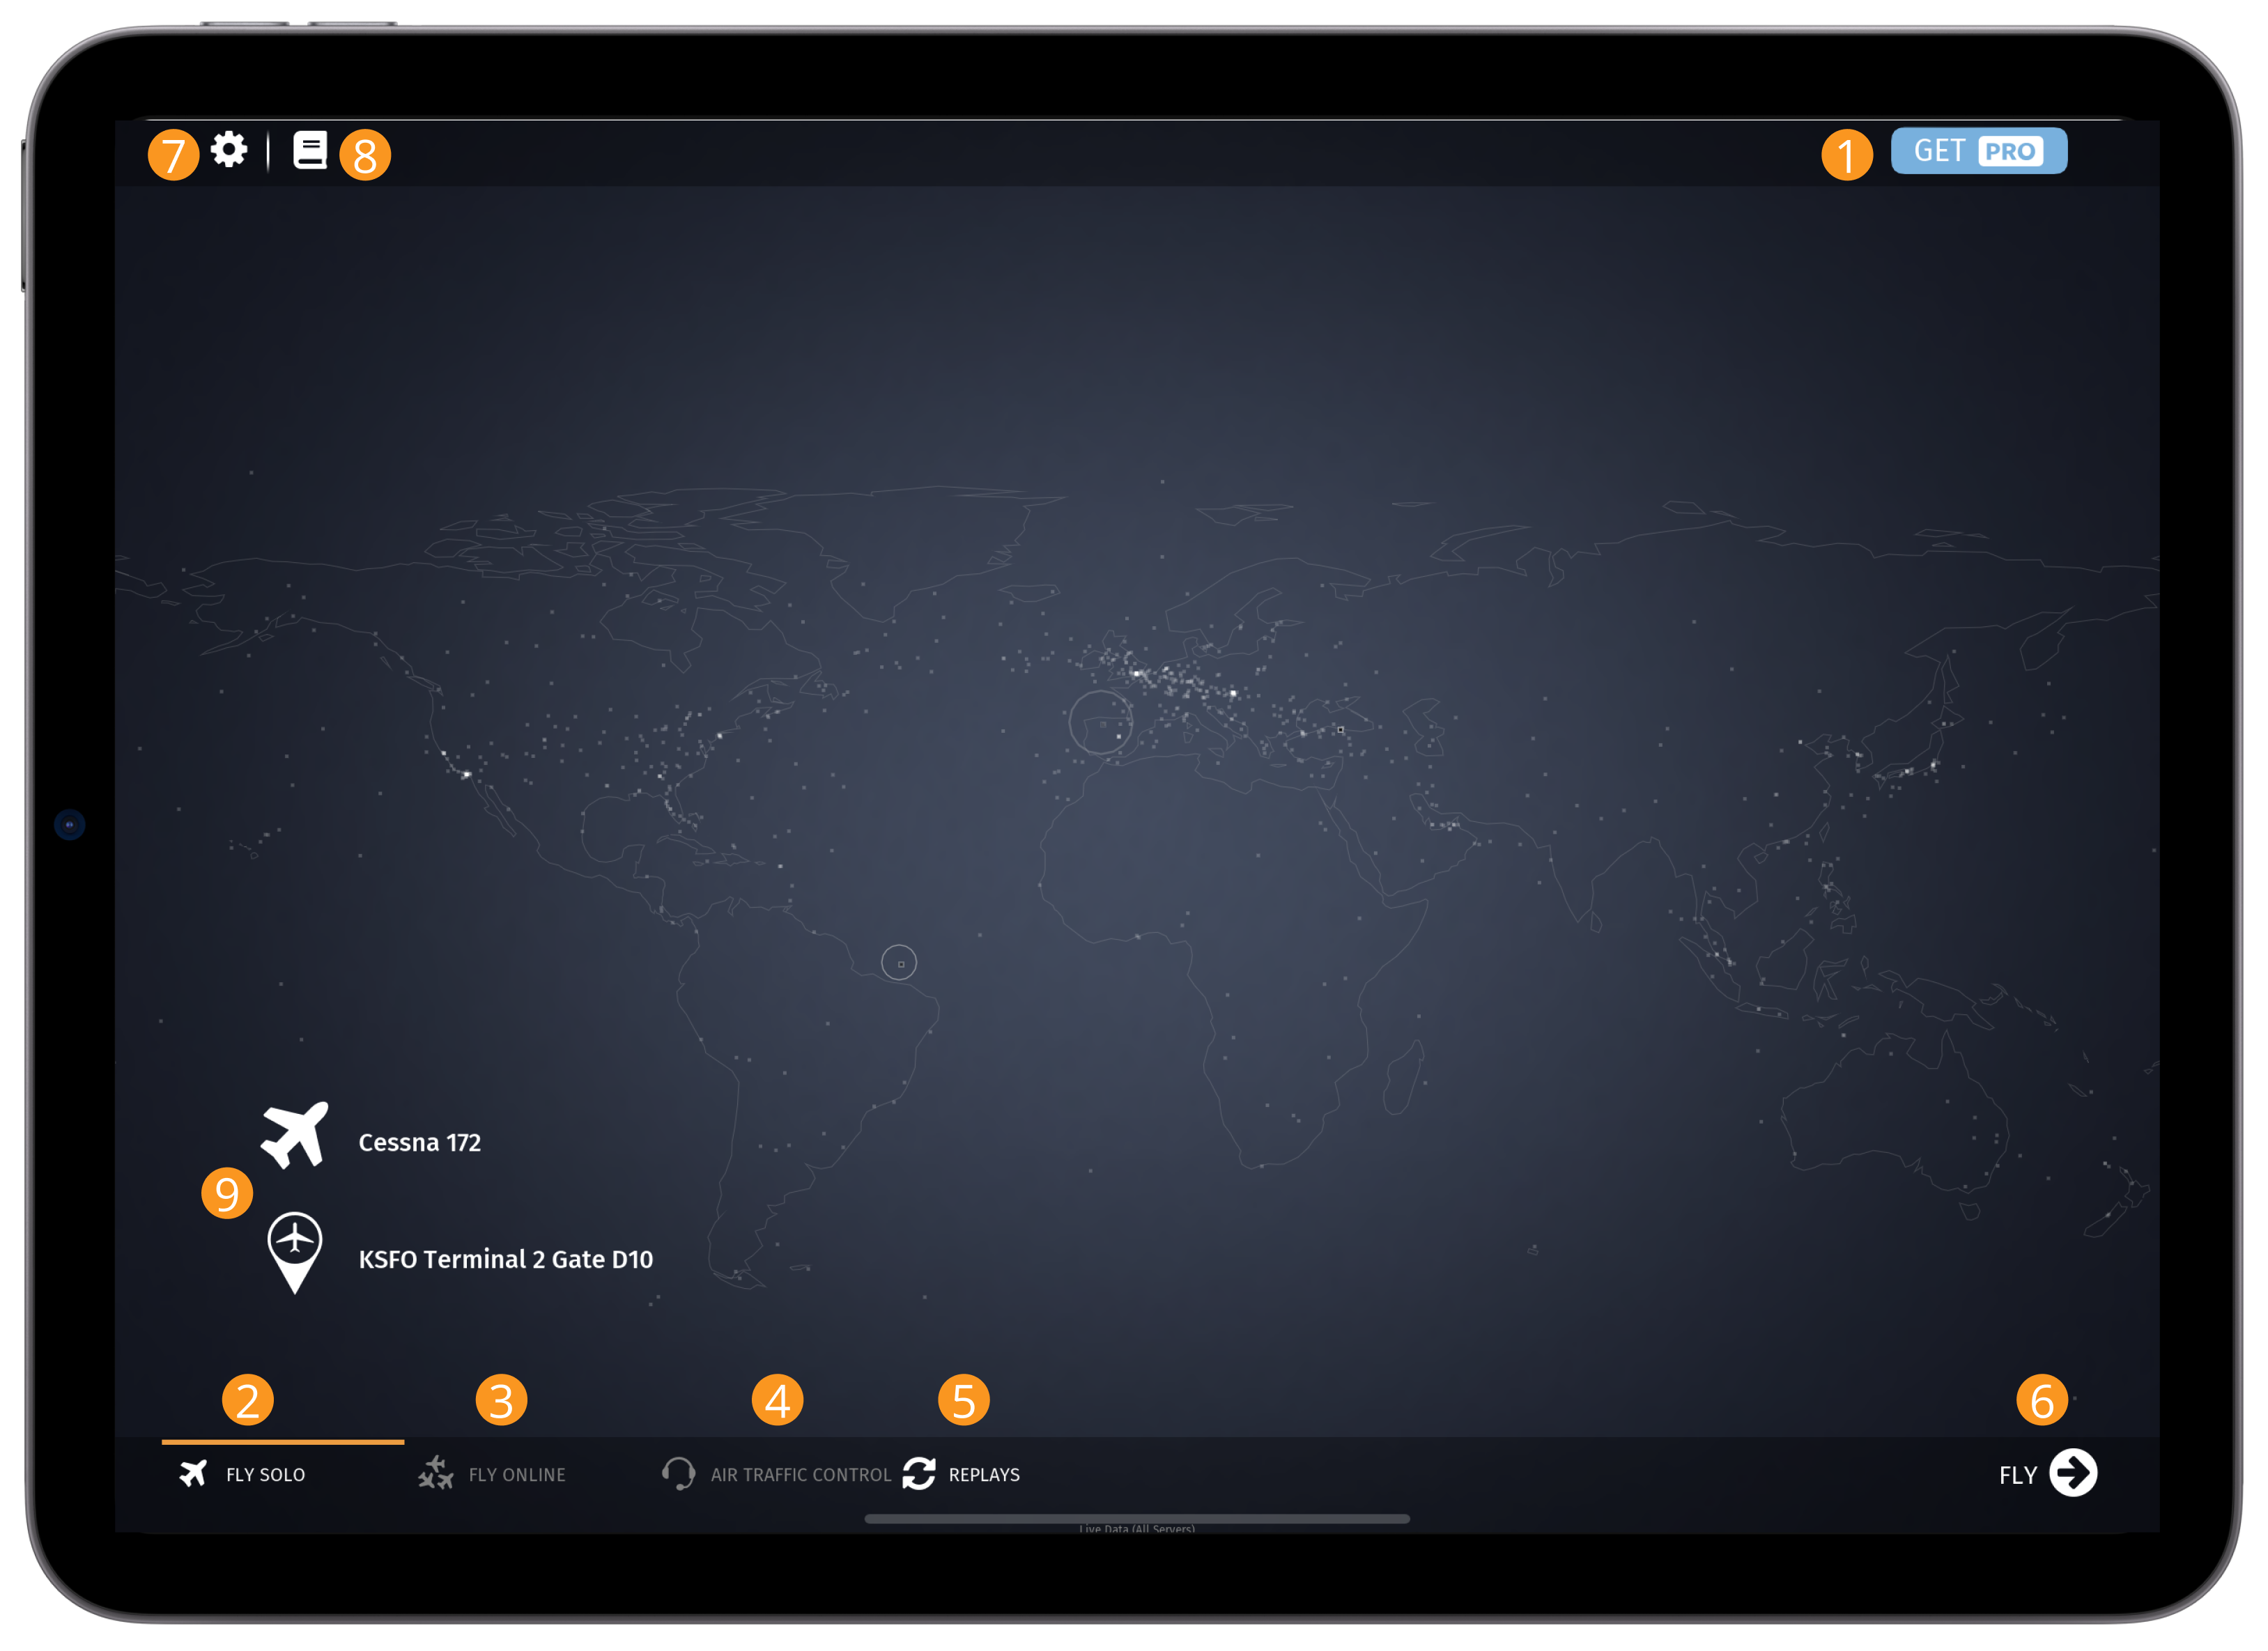 7
8
1
GET PRO
Cessna 172
9
KSFO Terminal 2 Gate D10
2
3
4
5
6
FLY SOLO
FLY ONLINE
AIR TRAFFIC CONTROL
REPLAYS
FLY
Live Data (All Servers)